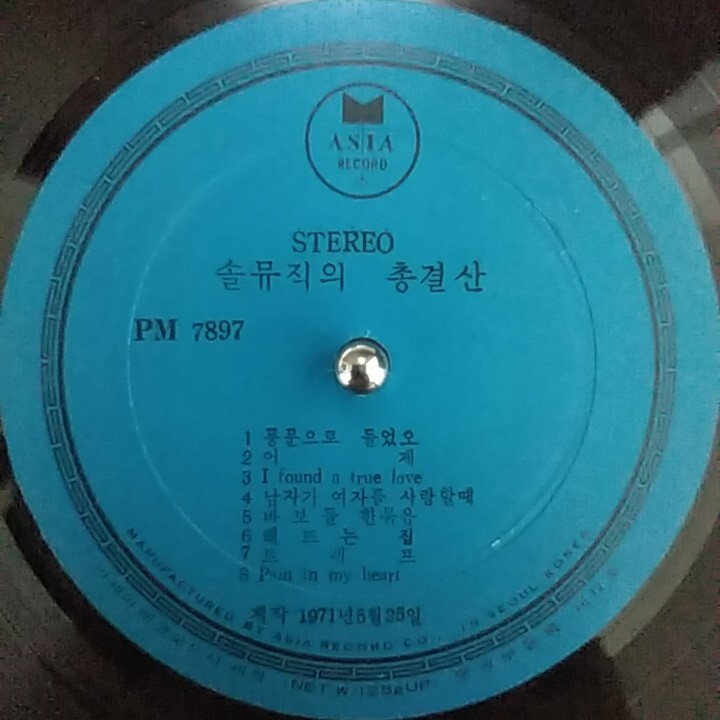 ASIA
RECORD
STEREO
솔뮤직의 총결산
PM 7897
1 풍문으로 들었오
2 어 제
3 I found a true love
4 남자가 여자를 사랑할때
5 바보들 한묶음
6 해뜨는 집
7 트 래 프
8 Pain in my heart
제작 1971년5월25일
MANUFACTURED BY ASIA RECORD CO., IN SEOUL KOREA